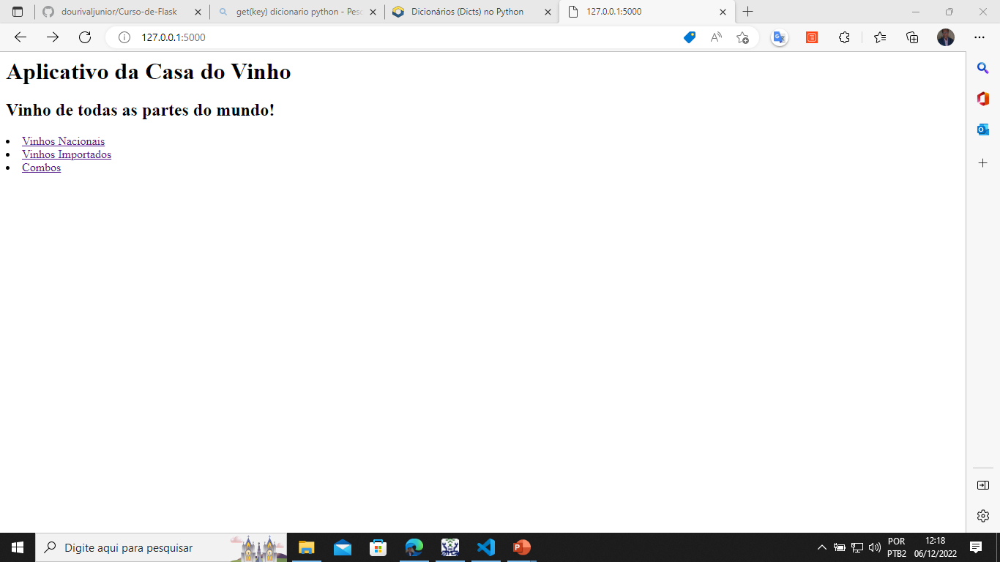 dourivaljunior/Curso-de-Flask
get(key) dicionario python - Pesq
Dicionários (Dicts) no Python
127.0.0.1:5000
127.0.0.1:5000
Aplicativo da Casa do Vinho
Vinho de todas as partes do mundo!
Vinhos Nacionais
Vinhos Importados
Combos
Digite aqui para pesquisar
POR
PTB2
12:18
06/12/2022